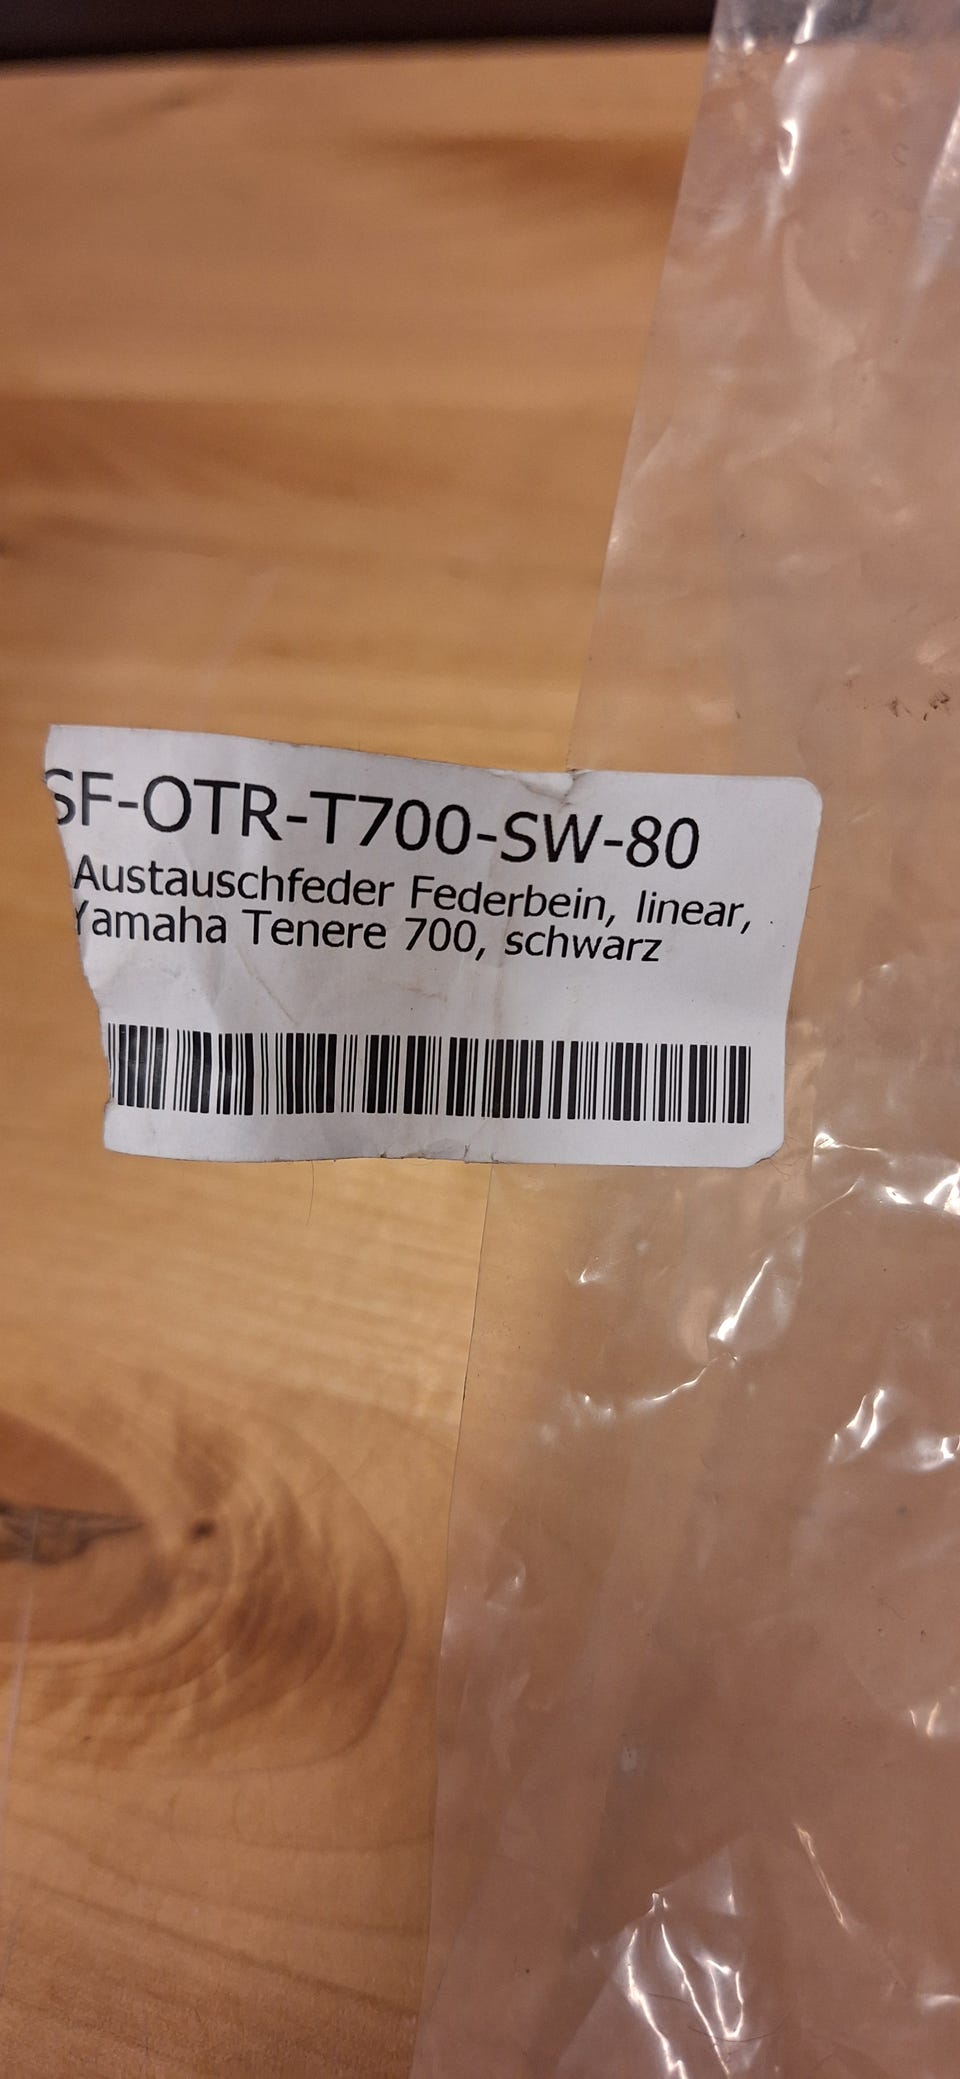 SF-OTR-T700-SW-80
Austauschfeder Federbein, linear,
Yamaha Tenere 700, schwarz